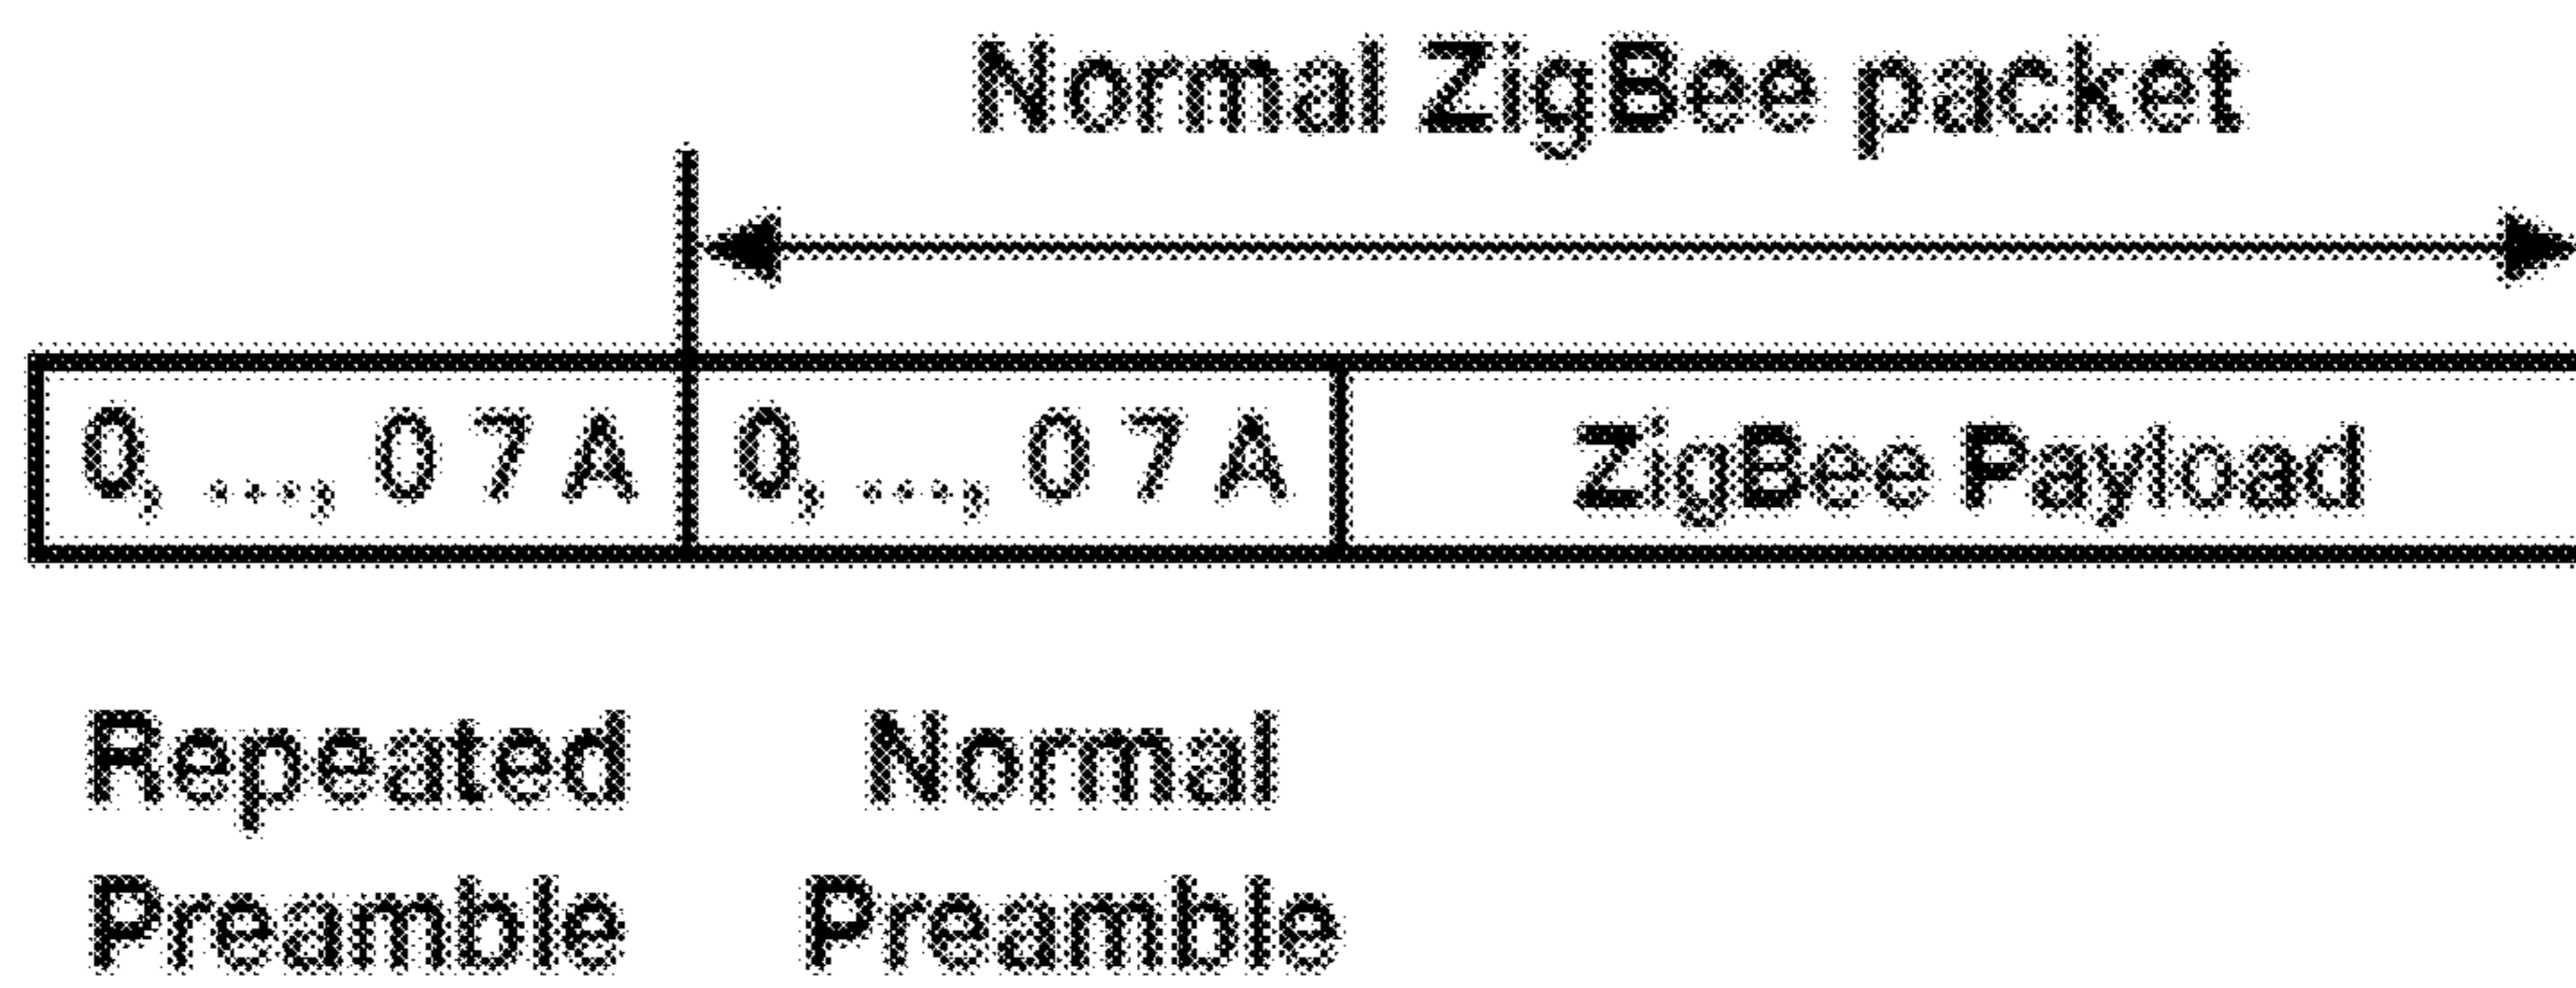 Normal ZigBee packet
0, ..., 0 7 A 0, ..., 0 7 A ZigBee Payload
Repeated Normal
Preamble Preamble